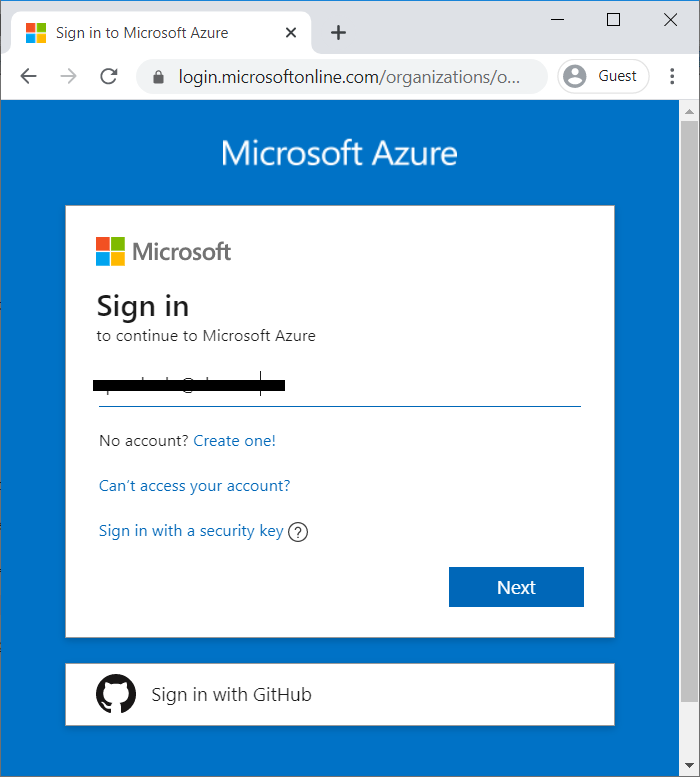 Sign in to Microsoft Azure
login.microsoftonline.com/organizations/o...
Guest
Microsoft Azure
Microsoft
Sign in
to continue to Microsoft Azure
No account? Create one!
Can't access your account?
Sign in with a security key
Next
Sign in with GitHub